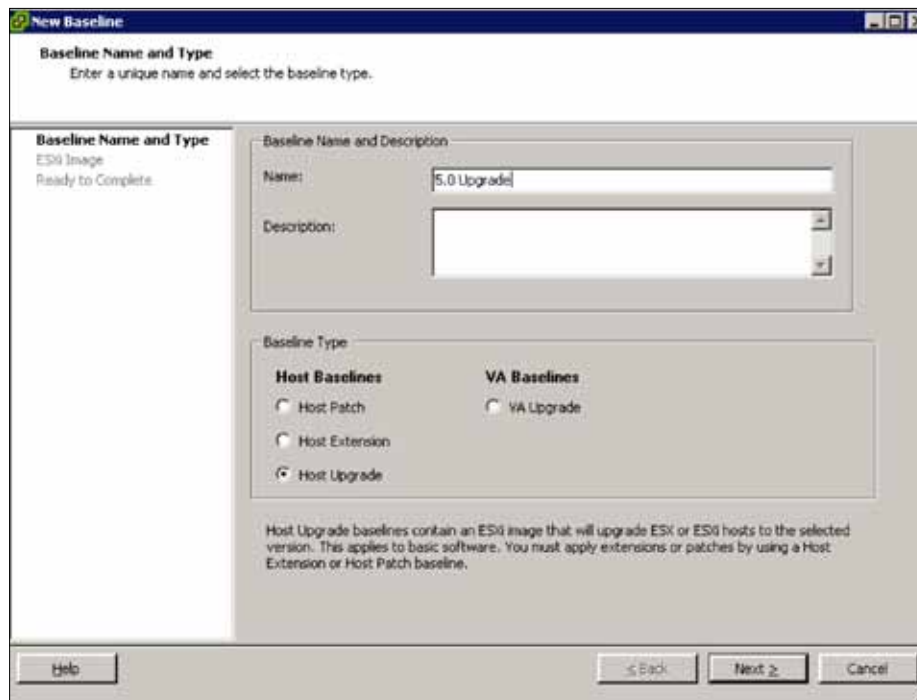 New Baseline
Baseline Name and Type
Enter a unique name and select the baseline type.
Baseline Name and Type
ESXi Image
Ready to Complete
Baseline Name and Description
Name:
5.0 Upgrade
Description:
Baseline Type
Host Baselines
VA Baselines
Host Patch
VA Upgrade
Host Extension
Host Upgrade
Host Upgrade baselines contain an ESXi image that will upgrade ESX or ESXi hosts to the selected
version. This applies to basic software. You must apply extensions or patches by using a Host
Extension or Host Patch baseline.
Help
< Back
Next >
Cancel